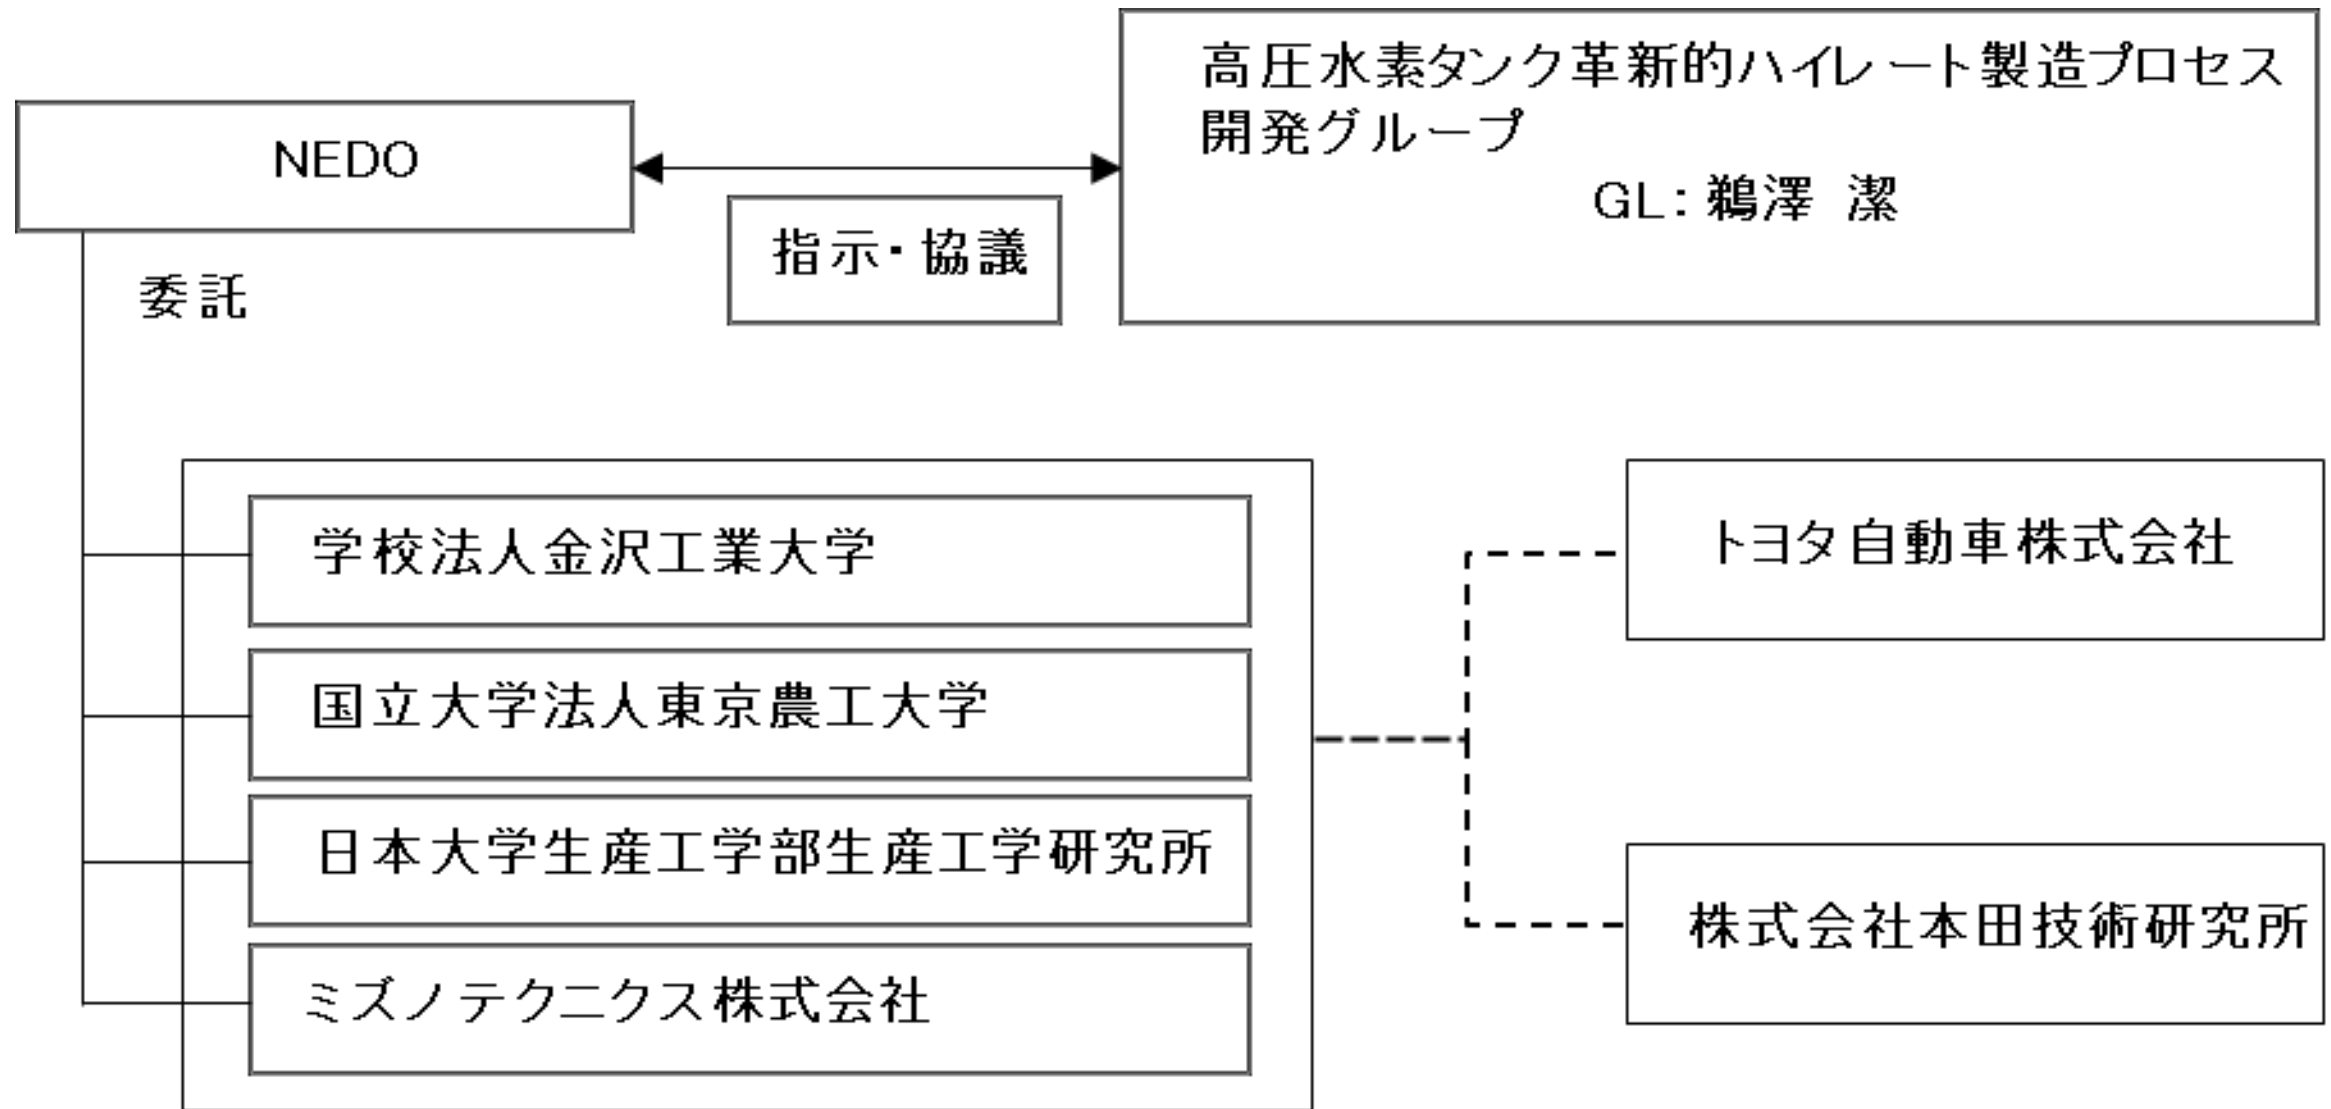 高圧水素タンク革新的ハイレート製造プロセス
開発グループ
GL：鵜澤 潔
NEDO
指示・協議
委託
学校法人金沢工業大学
国立大学法人東京農工大学
日本大学生産工学部生産工学研究所
ミズノテクニクス株式会社
トヨタ自動車株式会社
株式会社本田技術研究所